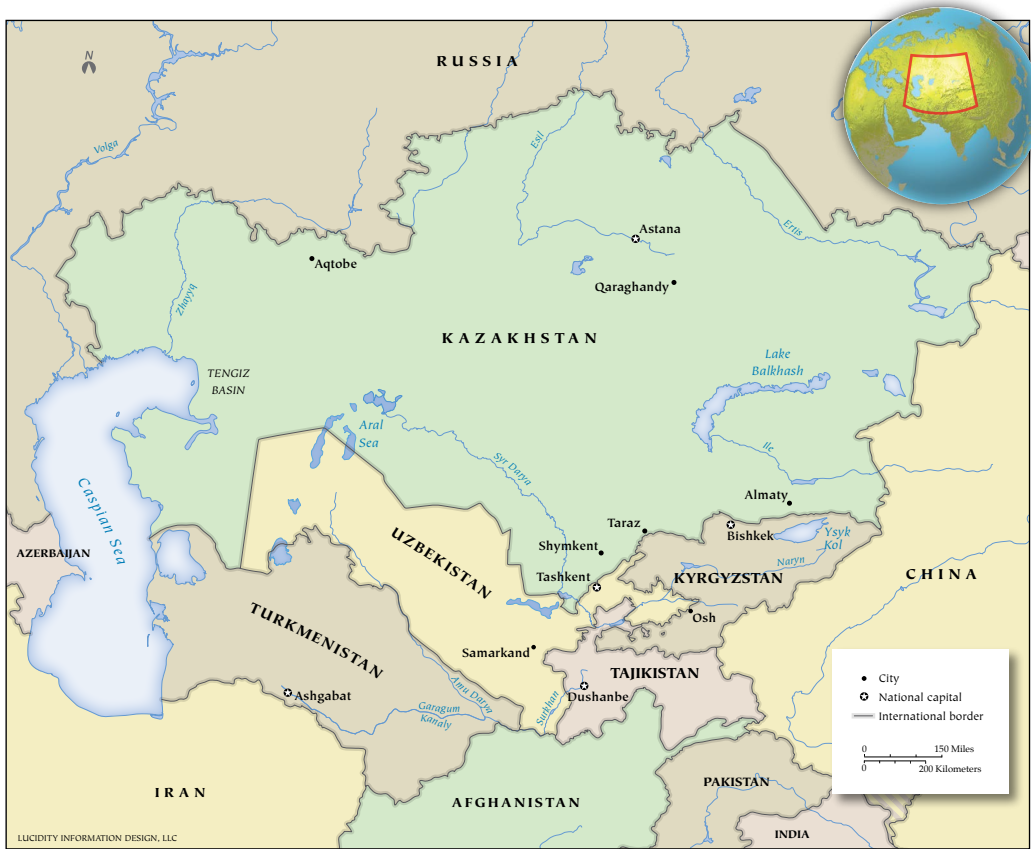 N
RUSSIA
Volga
Esil
Ertis
Astana
Aqtobe
Qaraghandy
Zhayyq
KAZAKHSTAN
Lake
Balkhash
TENGIZ
BASIN
Aral
Sea
Syr Darya
Ile
Caspian Sea
Almaty
Taraz
Bishkek
Ysyk
Kol
AZERBAIJAN
UZBEKISTAN
Shymkent
Naryn
Tashkent
KYRGYZSTAN
CHINA
TURKMENISTAN
Osh
Samarkand
TAJIKISTAN
Ashgabat
Amu Darya
Garagum
Kanaly
Surkhan
Dushanbe
City
National capital
International border
0 150 Miles
0 200 Kilometers
IRAN
AFGHANISTAN
PAKISTAN
INDIA
LUCIDITY INFORMATION DESIGN, LLC